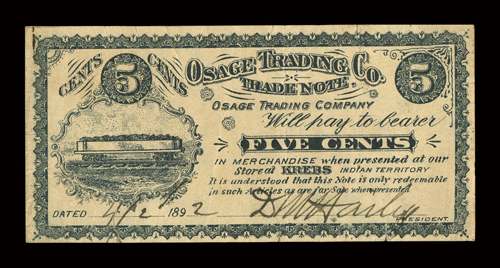 CENTS 5 CENTS
OSAGE TRADING CO. 5
TRADE NOTE.
OSAGE TRADING COMPANY
Will pay to bearer
FIVE CENTS
IN MERCHANDISE when presented at our
Store at KREBS INDIAN TERRITORY
It is understood that this Note is only redeemable
in such Articles as are for Sale when presented
DATED 4/2 1892
PRESIDENT.